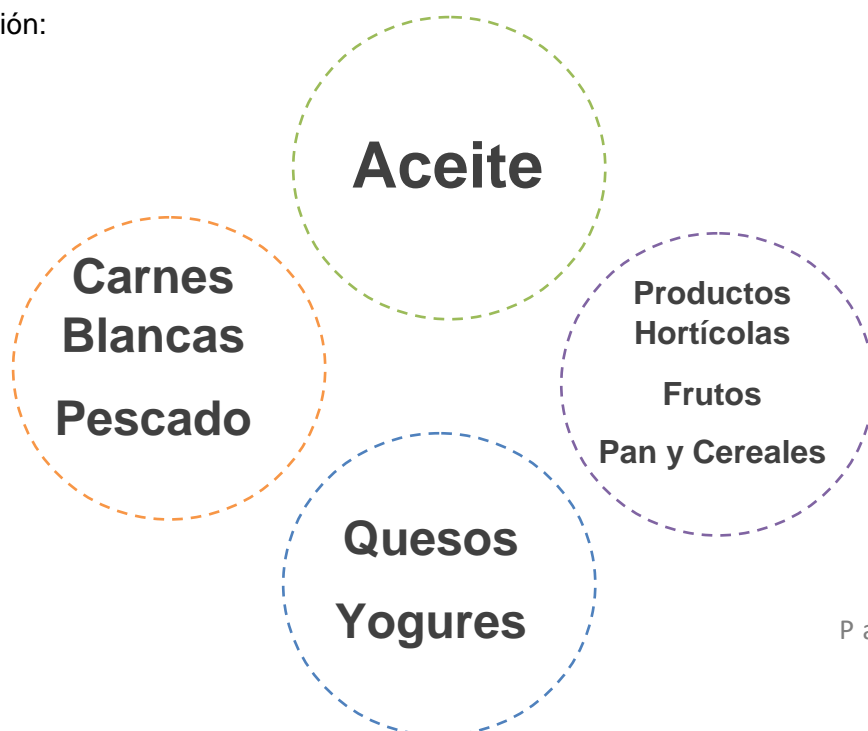 ión:
Aceite
Carnes
Blancas
Pescado
Productos
Hortícolas
Frutos
Pan y Cereales
Quesos
Yogures
P a